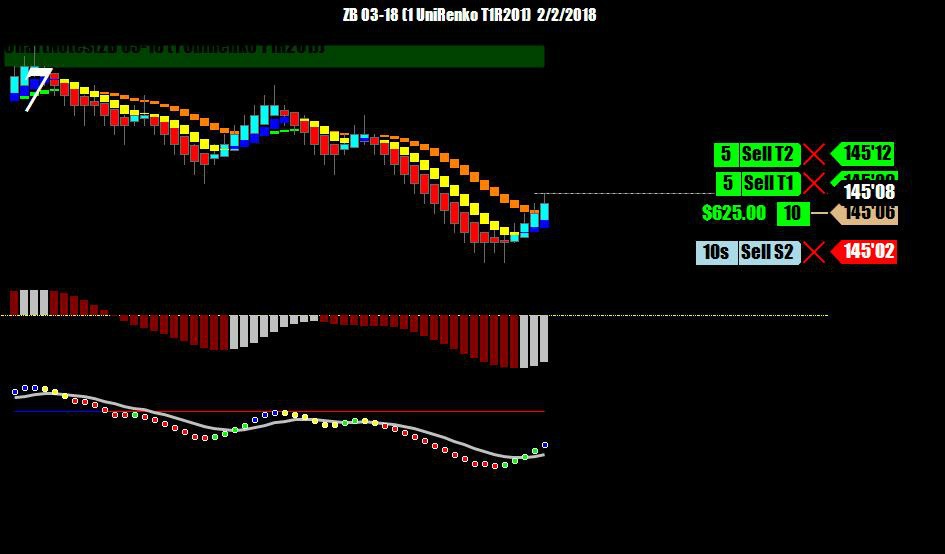 ZB 03-18 (1 UniRenko T1R201) 2/2/2018
5 Sell T2 145'12
5 Sell T1
145'08
$625.00 10 145'06
10s Sell S2 145'02